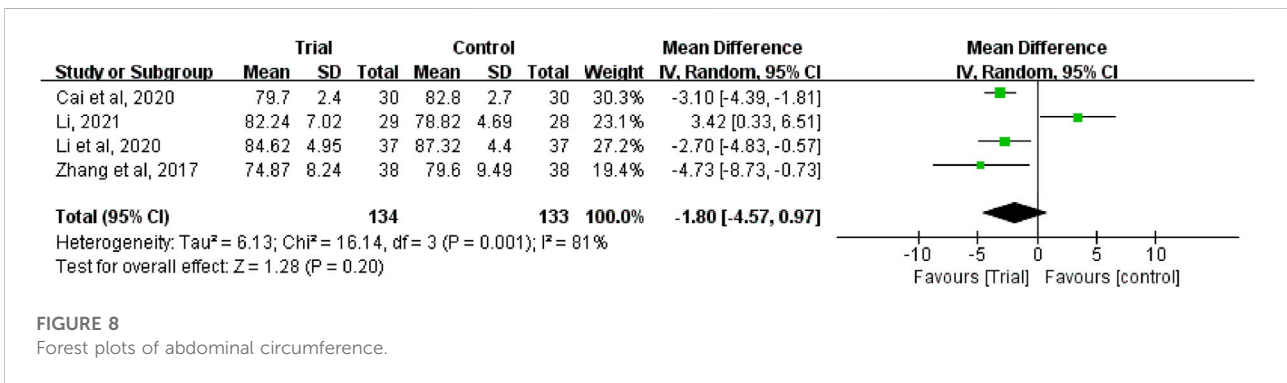 Trial Control Mean Difference Mean Difference
Study or Subgroup Mean SD Total Mean SD Total Weight IV, Random, 95% CI IV, Random, 95% CI
Cai et al, 2020 79.7 2.4 30 82.8 2.7 30 30.3% -3.10 [-4.39, -1.81]
Li, 2021 82.24 7.02 29 78.82 4.69 28 23.1% 3.42 [0.33, 6.51]
Li et al, 2020 84.62 4.95 37 87.32 4.4 37 27.2% -2.70 [-4.83, -0.57]
Zhang et al, 2017 74.87 8.24 38 79.6 9.49 38 19.4% -4.73 [-8.73, -0.73]
Total (95% CI) 134 133 100.0% -1.80 [-4.57, 0.97]
Heterogeneity: Tau² = 6.13; Chi² = 16.14, df = 3 (P = 0.001); I² = 81%
Test for overall effect: Z = 1.28 (P = 0.20)
-10 -5 0 5 10
Favours [Trial] Favours [control]
FIGURE 8
Forest plots of abdominal circumference.